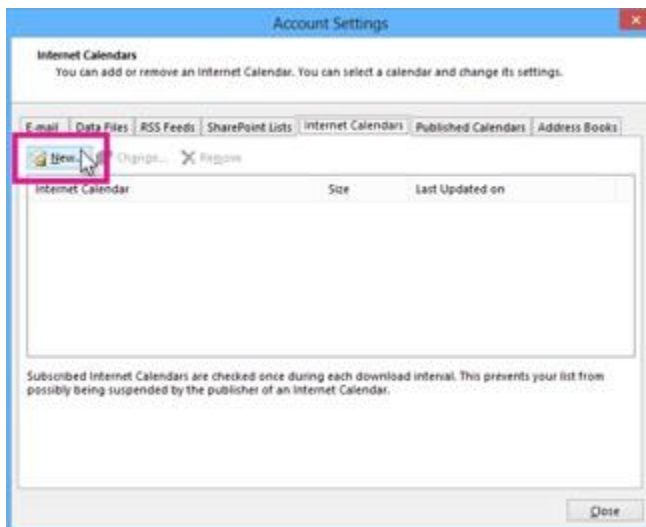 Account Settings
Internet Calendars
You can add or remove an Internet Calendar. You can select a calendar and change its settings.
E-mail Data Files RSS Feeds SharePoint Lists Internet Calendars Published Calendars Address Books
New... Change... Remove
Internet Calendar Size Last Updated on
Subscribed Internet Calendars are checked once during each download interval. This prevents your list from
possibly being suspended by the publisher of an Internet Calendar.
Close